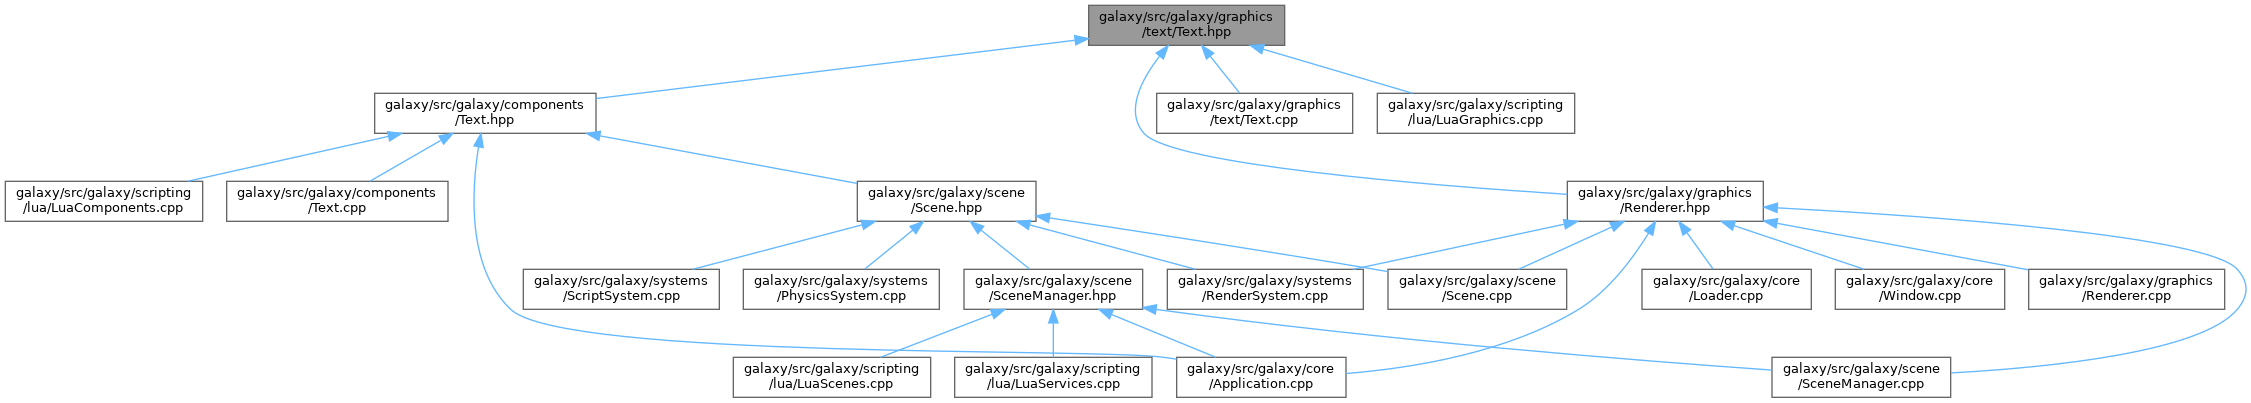 galaxy/src/galaxy/graphics
/text/Text.hpp
galaxy/src/galaxy/components
/Text.hpp
galaxy/src/galaxy/graphics
/text/Text.cpp
galaxy/src/galaxy/scripting
/lua/LuaGraphics.cpp
galaxy/src/galaxy/scripting
/lua/LuaComponents.cpp
galaxy/src/galaxy/components
/Text.cpp
galaxy/src/galaxy/scene
/Scene.hpp
galaxy/src/galaxy/graphics
/Renderer.hpp
galaxy/src/galaxy/systems
/ScriptSystem.cpp
galaxy/src/galaxy/systems
/PhysicsSystem.cpp
galaxy/src/galaxy/scene
/SceneManager.hpp
galaxy/src/galaxy/systems
/RenderSystem.cpp
galaxy/src/galaxy/scene
/Scene.cpp
galaxy/src/galaxy/core
/Loader.cpp
galaxy/src/galaxy/core
/Window.cpp
galaxy/src/galaxy/graphics
/Renderer.cpp
galaxy/src/galaxy/scripting
/lua/LuaScenes.cpp
galaxy/src/galaxy/scripting
/lua/LuaServices.cpp
galaxy/src/galaxy/core
/Application.cpp
galaxy/src/galaxy/scene
/SceneManager.cpp